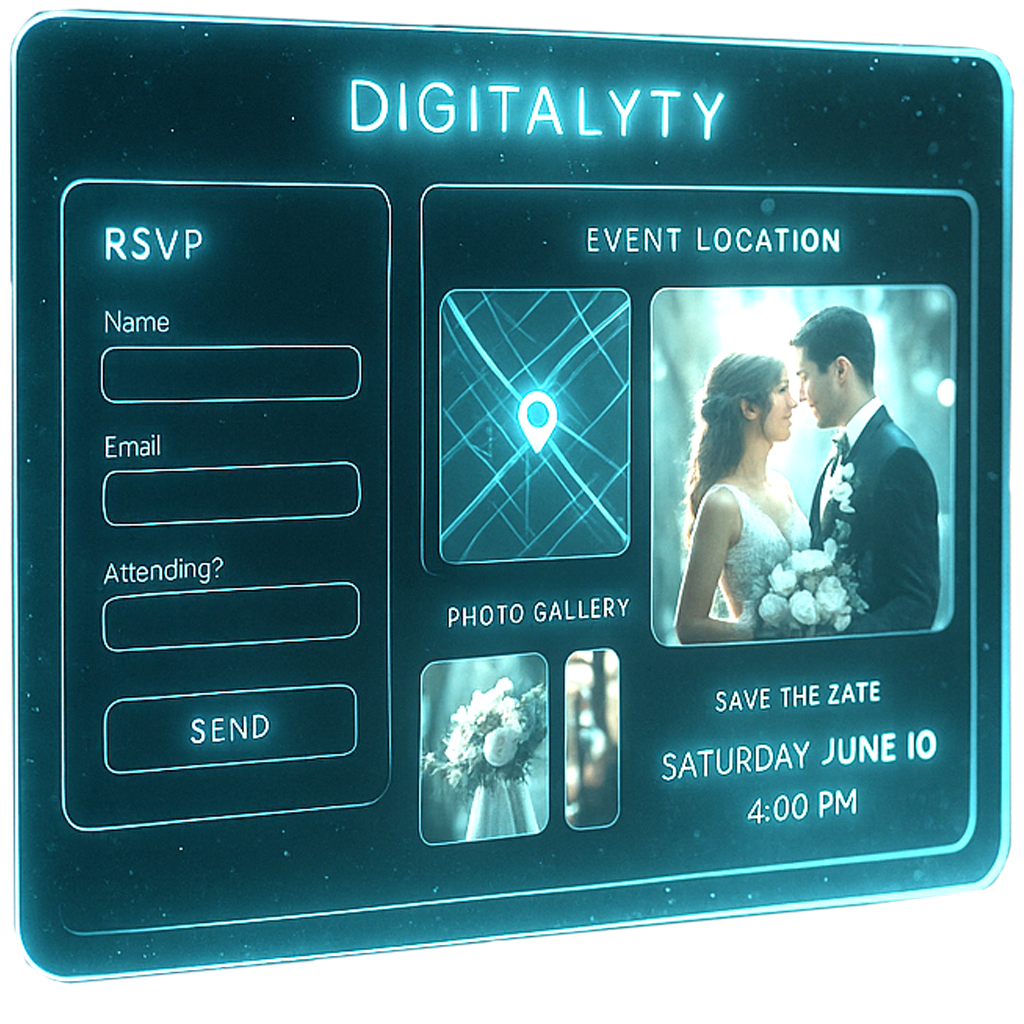 DIGITALYTY
RSVP
Name
Email
Attending?
SEND
EVENT LOCATION
PHOTO GALLERY
SAVE THE ZATE
SATURDAY JUNE 10
4:00 PM